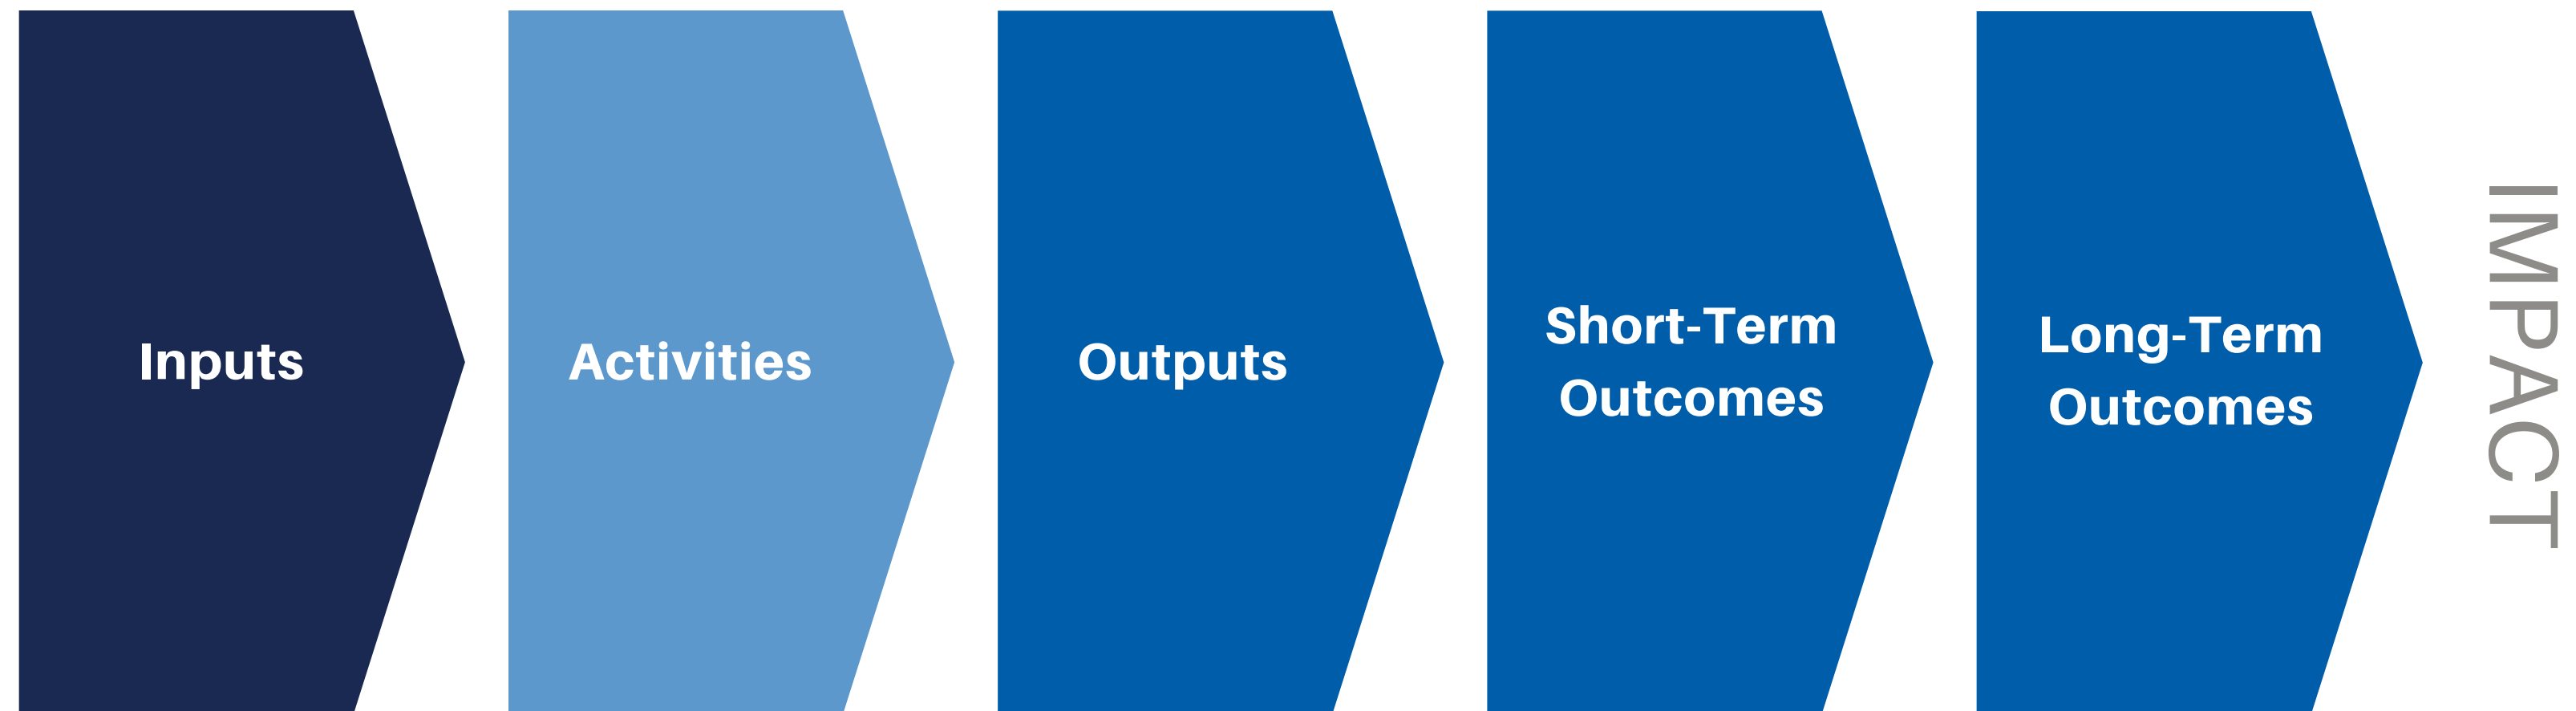 Inputs
Activities
Outputs
Short-Term
Outcomes
Long-Term
Outcomes
IMPACT